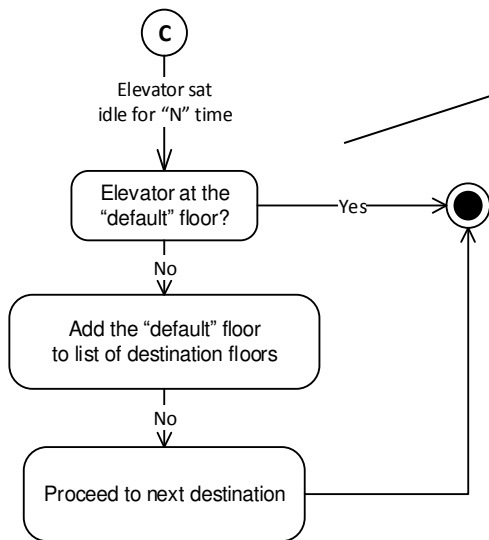 C
Elevator sat
idle for “N” time
Elevator at the
“default” floor?
Yes
No
Add the “default” floor
to list of destination floors
No
Proceed to next destination